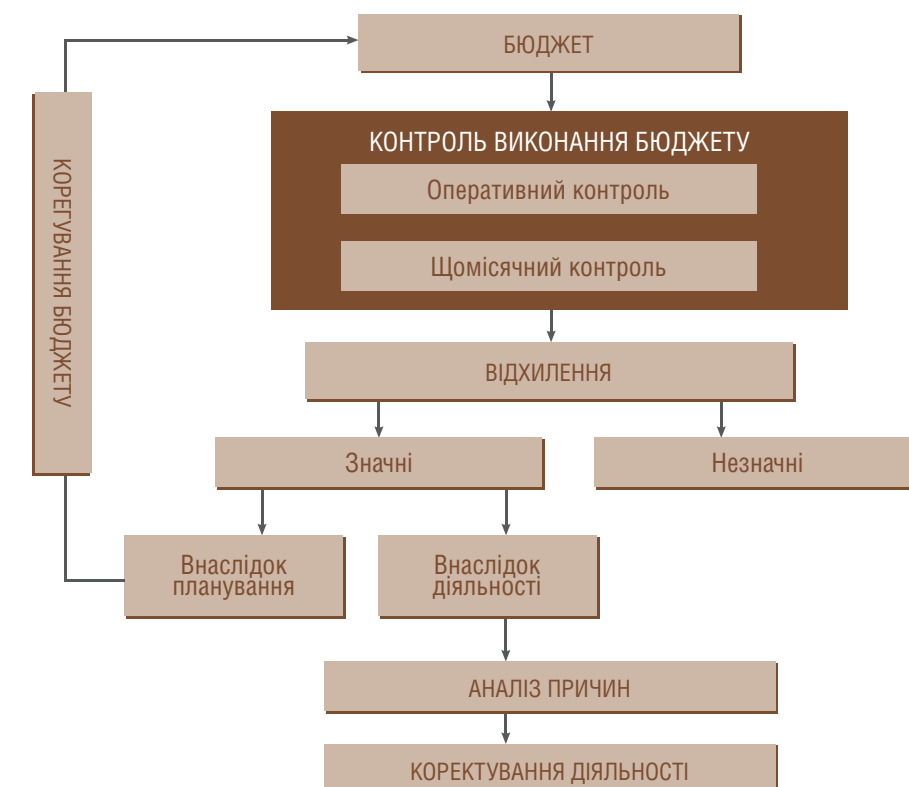 БЮДЖЕТ
КОНТРОЛЬ ВИКОНАННЯ БЮДЖЕТУ
Оперативний контроль
Щомісячний контроль
КОРЕГУВАННЯ БЮДЖЕТУ
ВІДХИЛЕННЯ
Значні
Незначні
Внаслідок
планування
Внаслідок
діяльності
АНАЛІЗ ПРИЧИН
КОРЕКТУВАННЯ ДІЯЛЬНОСТІ